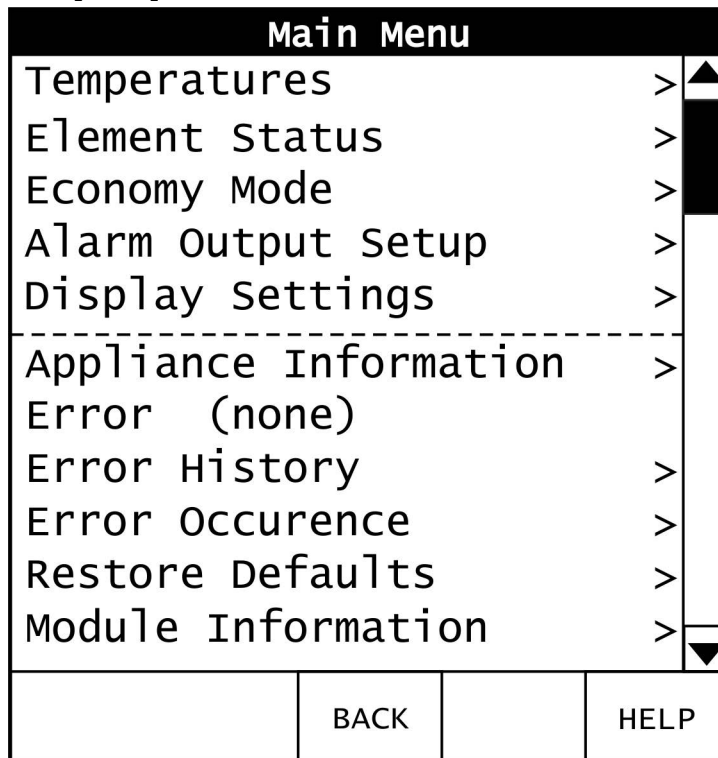 Main Menu
Temperatures >
Element Status >
Economy Mode >
Alarm Output Setup >
Display Settings >
Appliance Information >
Error (none)
Error History >
Error Occurence >
Restore Defaults >
Module Information >
BACK HELP